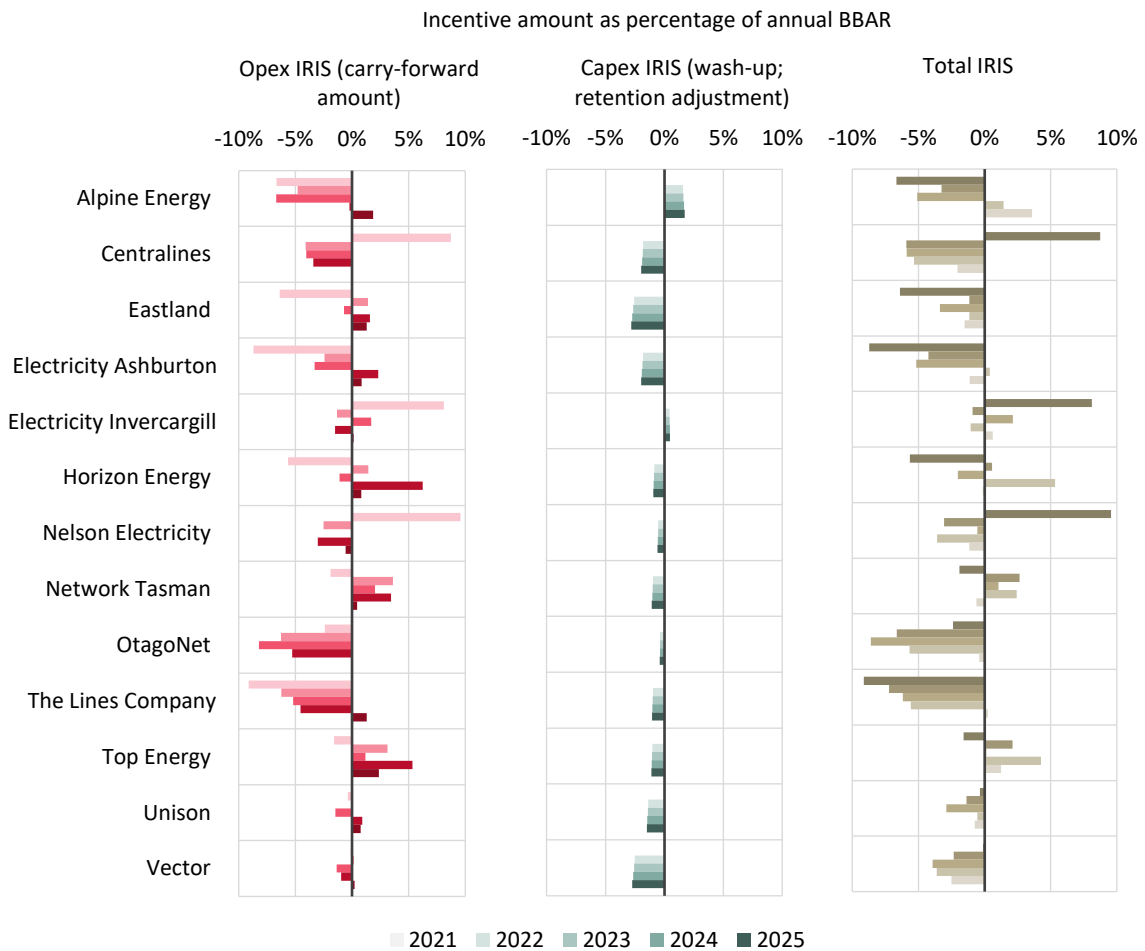 Incentive amount as percentage of annual BBAR
Opex IRIS (carry-forward
amount)
Capex IRIS (wash-up;
retention adjustment)
Total IRIS
-10% -5% 0% 5% 10%
-10% -5% 0% 5% 10%
-10% -5% 0% 5% 10%
Alpine Energy
Centralines
Eastland
Electricity Ashburton
Electricity Invercargill
Horizon Energy
Nelson Electricity
Network Tasman
OtagoNet
The Lines Company
Top Energy
Unison
Vector
2021 2022 2023 2024 2025